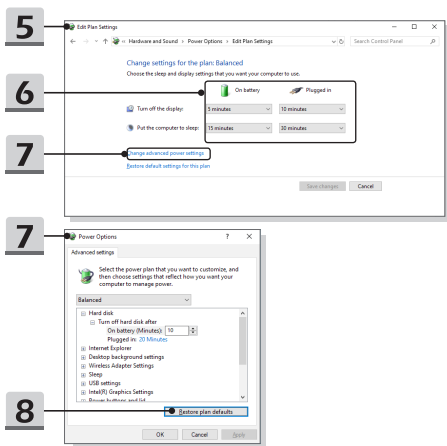 5
Edit Plan Settings
« Hardware and Sound › Power Options › Edit Plan Settings
Search Control Panel
Change settings for the plan: Balanced
Choose the sleep and display settings that you want your computer to use.
6
On battery Plugged in
Turn off the display: 5 minutes 10 minutes
Put the computer to sleep: 15 minutes 30 minutes
7
Change advanced power settings
Restore default settings for this plan
Save changes Cancel
7
Power Options ?
Advanced settings
Select the power plan that you want to customize, and
then choose settings that reflect how you want your
computer to manage power.
Balanced
Hard disk
Turn off hard disk after
On battery (Minutes): 10
Plugged in: 20 Minutes
Internet Explorer
Desktop background settings
Wireless Adapter Settings
Sleep
USB settings
Intel(R) Graphics Settings
Power buttons and lid
8
Restore plan defaults
OK Cancel Apply